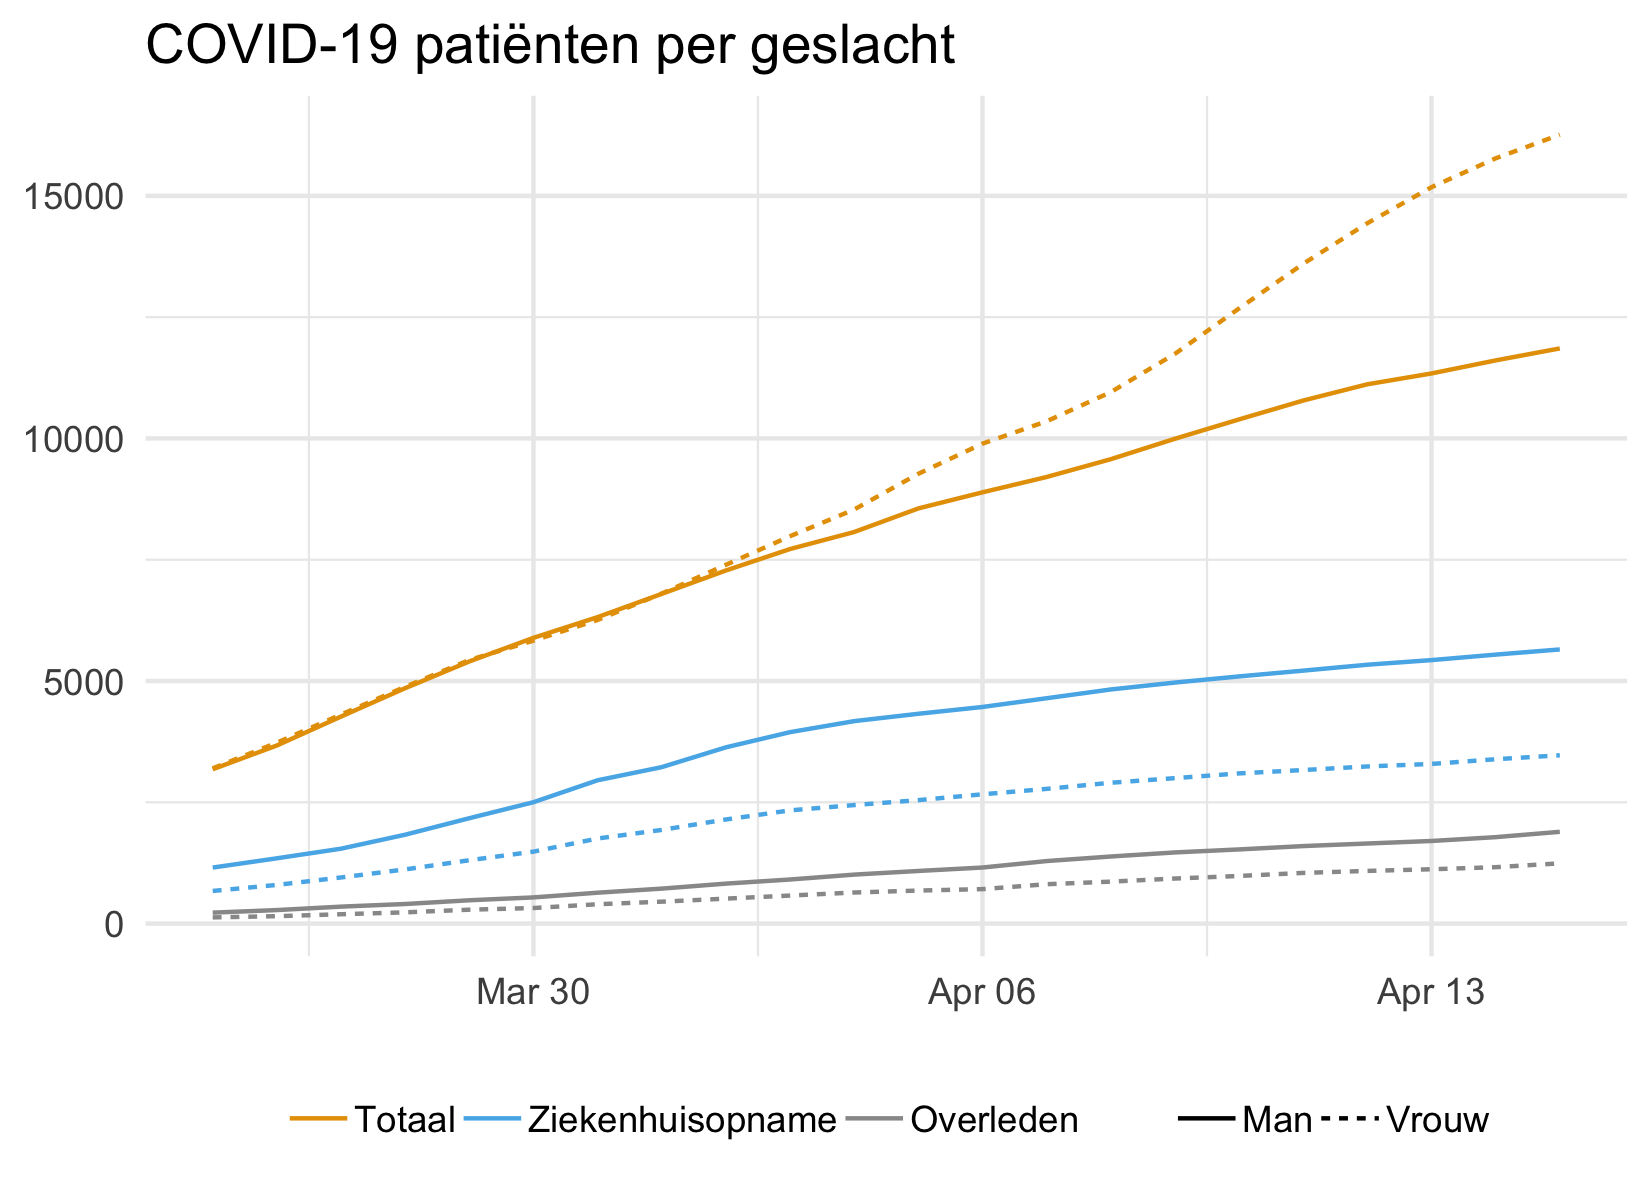 COVID-19 patiënten per geslacht
15000
10000
5000
0
Mar 30 Apr 06 Apr 13
Totaal Ziekenhuisopname Overleden Man Vrouw